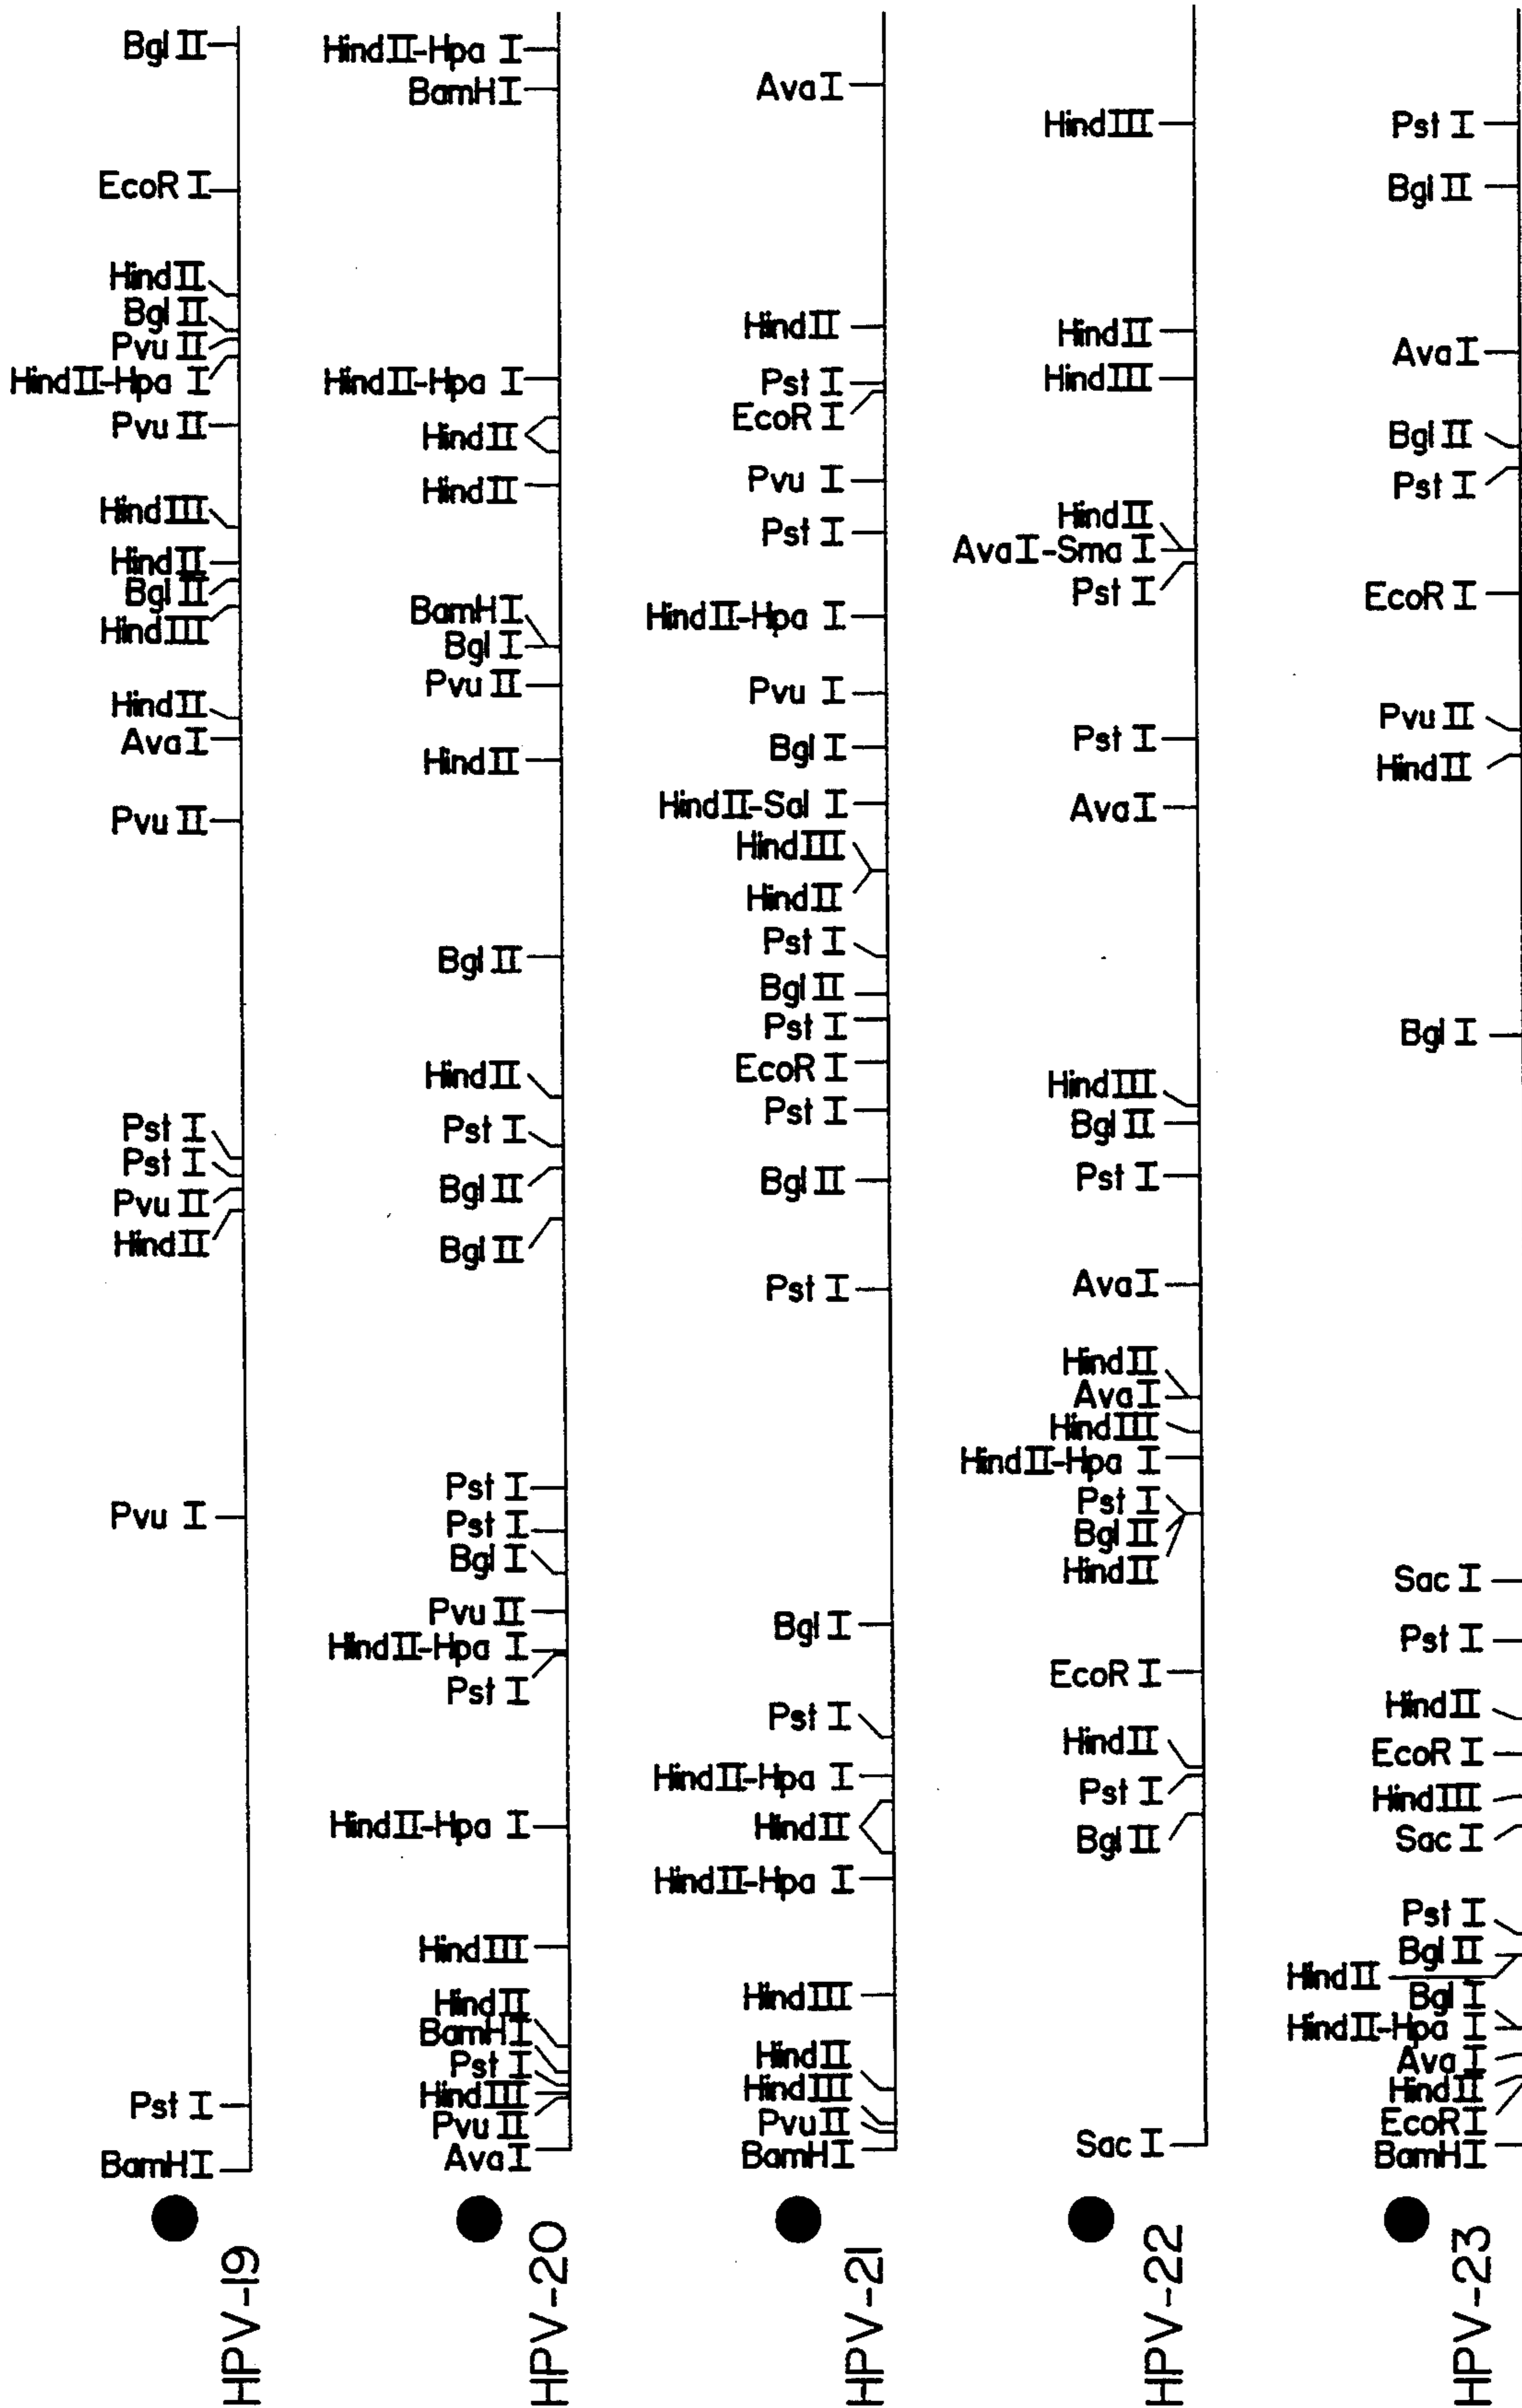 Bgl II
EcoR I
Hind II
Bgl II
Pvu II
Hind II-Hpa I
Pvu II
Hind III
Hind II
Bgl II
Hind III
Hind II
Ava I
Pvu II
Pst I
Pst I
Pvu II
Hind II
Pvu I
Pst I
BamH I
HPV-19
Hind II-Hpa I
BamH I
Hind II-Hpa I
Hind II
Hind II
BamH I
Bgl I
Pvu II
Hind II
Bgl II
Hind II
Pst I
Bgl II
Bgl II
Pst I
Pst I
Bgl I
Pvu II
Hind II-Hpa I
Pst I
Hind II-Hpa I
Hind III
Hind II
BamH I
Pst I
Hind III
Pvu II
Ava I
HPV-20
Ava I
Hind II
Pst I
EcoR I
Pvu I
Pst I
Hind II-Hpa I
Pvu I
Bgl I
Hind II-Sal I
Hind III
Hind II
Pst I
Bgl II
Pst I
EcoR I
Pst I
Bgl II
Pst I
Bgl I
Pst I
Hind II-Hpa I
Hind II
Hind II-Hpa I
Hind III
Hind II
Hind III
Pvu II
BamH I
HPV-21
Hind III
Hind II
Hind III
Hind II
Ava I-Sma I
Pst I
Pst I
Ava I
Hind III
Bgl II
Pst I
Ava I
Hind II
Ava I
Hind III
Hind II-Hpa I
Pst I
Bgl II
Hind II
EcoR I
Hind II
Pst I
Bgl II
Sac I
HPV-22
Pst I
Bgl II
Ava I
Bgl II
Pst I
EcoR I
Pvu II
Hind II
Bgl I
Sac I
Pst I
Hind II
EcoR I
Hind III
Sac I
Pst I
Bgl II
Hind II
Bgl I
Hind II-Hpa I
Ava I
Hind II
EcoR I
BamH I
HPV-23